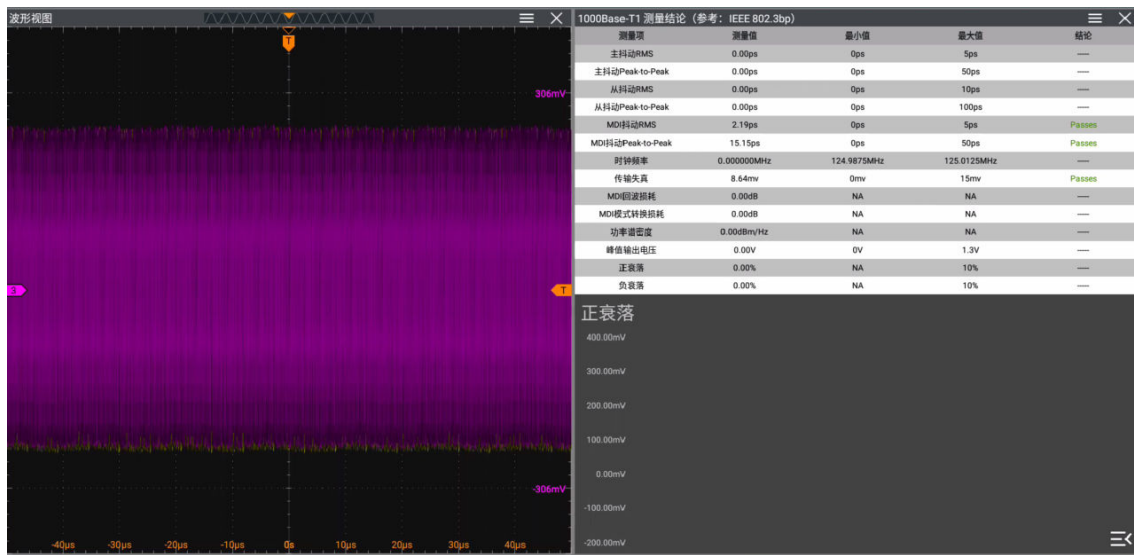 波形视图
T
306mV
3
T
-306mV
-40μs -30μs -20μs -10μs 0s 10μs 20μs 30μs 40μs
1000Base-T1 测量结论（参考：IEEE 802.3bp）
测量项 测量值 最小值 最大值 结论
主抖动RMS 0.00ps 0ps 5ps ----
主抖动Peak-to-Peak 0.00ps 0ps 50ps ----
从抖动RMS 0.00ps 0ps 10ps ----
从抖动Peak-to-Peak 0.00ps 0ps 100ps ----
MDI抖动RMS 2.19ps 0ps 5ps Passes
MDI抖动Peak-to-Peak 15.15ps 0ps 50ps Passes
时钟频率 0.000000MHz 124.9875MHz 125.0125MHz ----
传输失真 8.64mv 0mv 15mv Passes
MDI回波损耗 0.00dB NA NA ----
MDI模式转换损耗 0.00dB NA NA ----
功率谱密度 0.00dBm/Hz NA NA ----
峰值输出电压 0.00V 0V 1.3V ----
正衰落 0.00% NA 10% ----
负衰落 0.00% NA 10% ----
正衰落
400.00mV
300.00mV
200.00mV
100.00mV
0.00mV
-100.00mV
-200.00mV